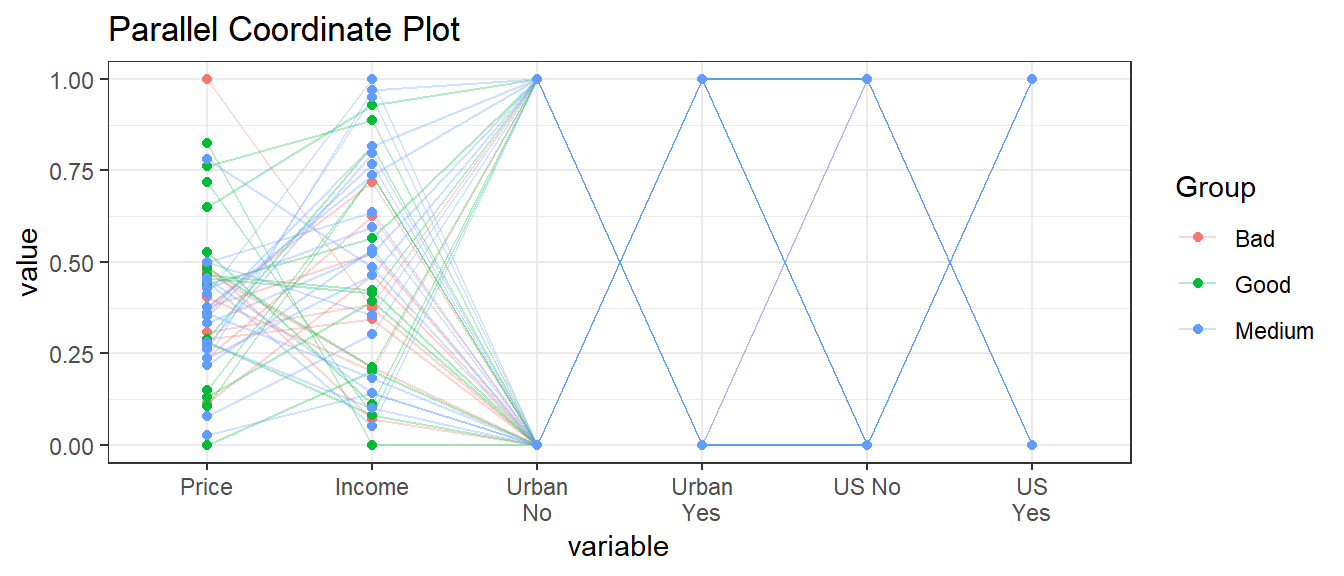 Parallel Coordinate Plot
value
1.00
0.75
0.50
0.25
0.00
Price Income Urban Urban US No US
No Yes Yes
variable
Group
Bad
Good
Medium